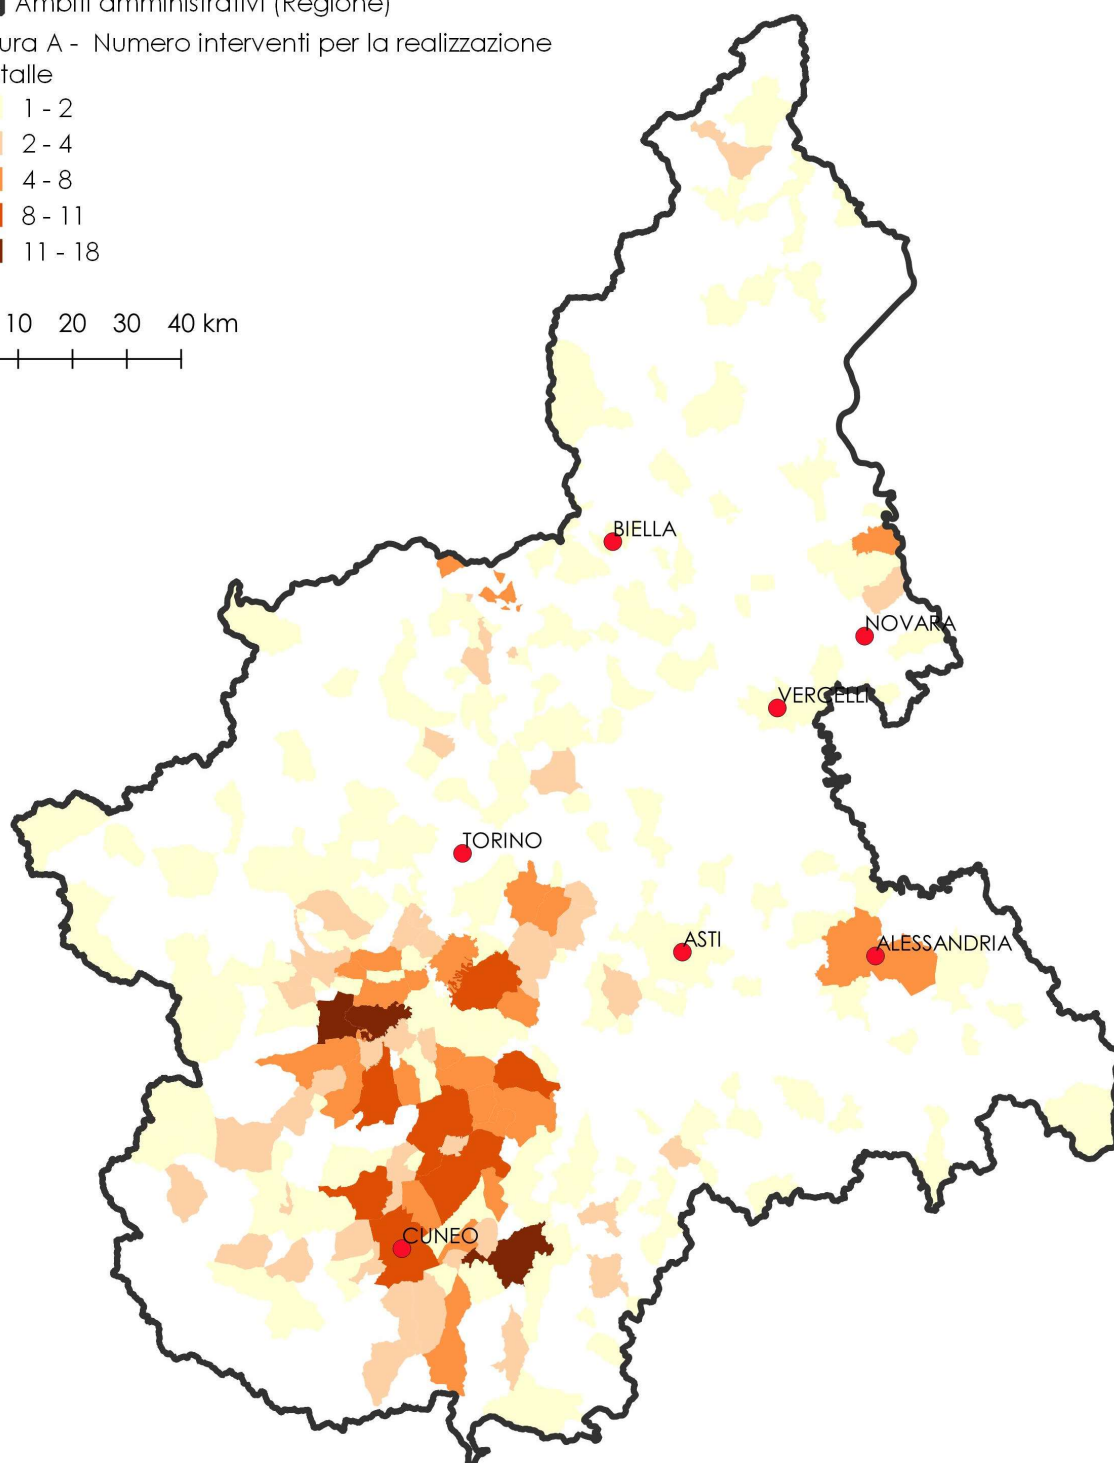 Ambiti amministrativi (Regione)
ura A - Numero interventi per la realizzazione
talle
1 - 2
2 - 4
4 - 8
8 - 11
11 - 18
10 20 30 40 km
BIELLA
NOVARA
VERCELLI
TORINO
ASTI
ALESSANDRIA
CUNEO